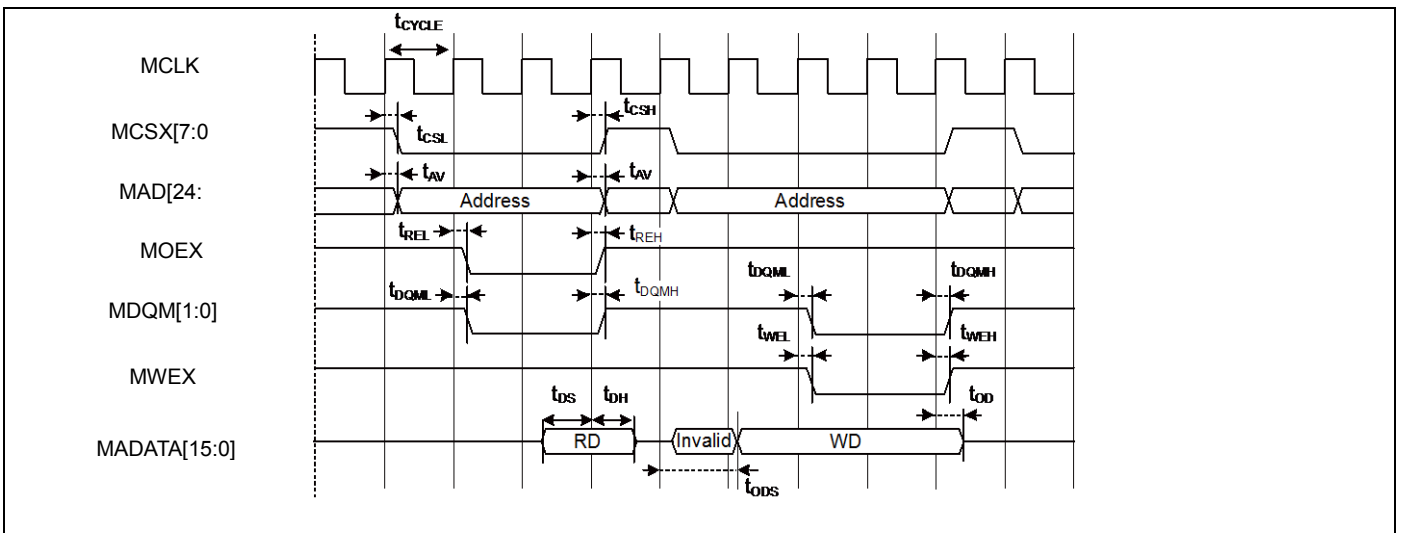 tCYCLE
MCLK
tCSH
MCSX[7:0
tCSL
tAV tAV
MAD[24:
Address Address
tREL tREH
MOEX
tDQML tDQMH
tDQML tDQMH
MDQM[1:0]
tWEL tWEH
MWEX
tDS tDH tOD
RD Invalid WD
MADATA[15:0]
tODS